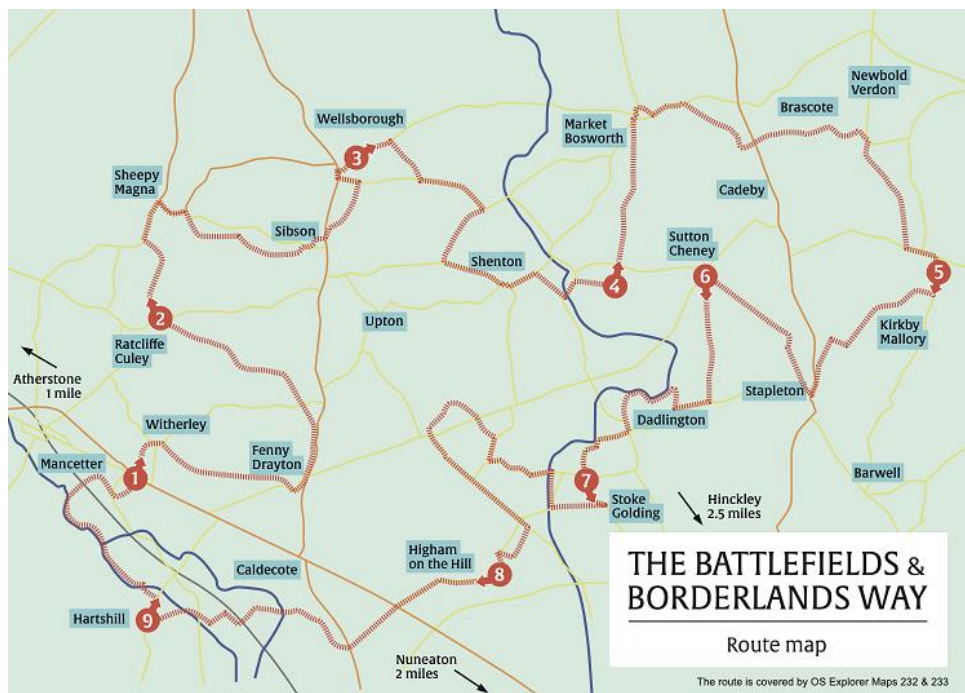 Newbold
Verdon
Brascote
Wellsborough
Market
Bosworth
3
Sheepy
Magna
Cadeby
Sibson
Sutton
Cheney
Shenton
6
5
4
2
Upton
Kirkby
Mallory
Ratcliffe
Culey
Atherstone
1 mile
Stapleton
Witherley
Dadlington
Fenny
Drayton
Mancetter
1
Barwell
7
Stoke
Golding
Hinckley
2.5 miles
Higham
on the Hill
8
Caldecote
THE BATTLEFIELDS &
BORDERLANDS WAY
Route map
Hartshill
9
Nuneaton
2 miles
The route is covered by OS Explorer Maps 232 & 233